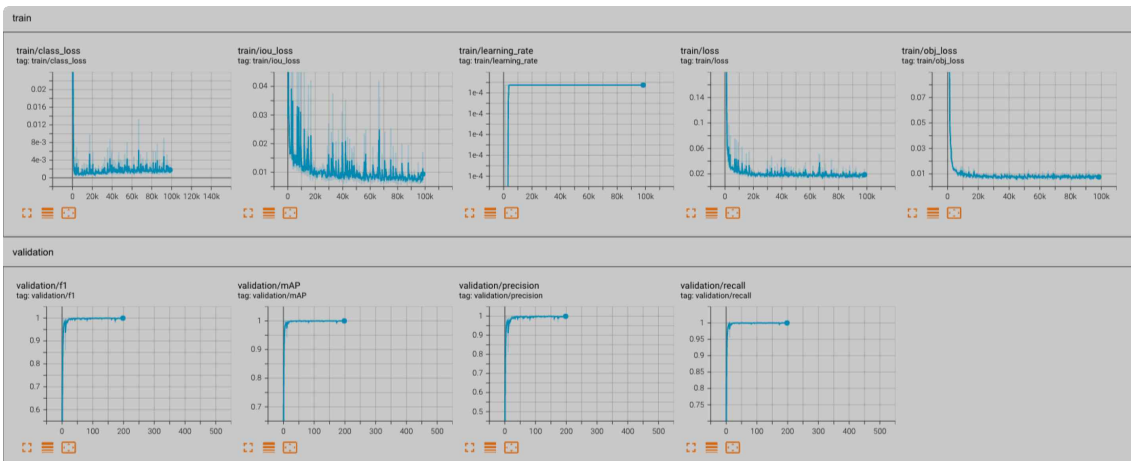 train
train/class_loss
tag: train/class_loss
0.02
0.016
0.012
8e-3
4e-3
0
0 20k 40k 60k 80k 100k 120k 140k
train/iou_loss
tag: train/iou_loss
0.04
0.03
0.02
0.01
0 20k 40k 60k 80k 100k
train/learning_rate
tag: train/learning_rate
1e-4
1e-4
1e-4
1e-4
1e-4
0 20k 40k 60k 80k 100k
train/loss
tag: train/loss
0.14
0.1
0.06
0.02
0 20k 40k 60k 80k 100k
train/obj_loss
tag: train/obj_loss
0.07
0.05
0.03
0.01
0 20k 40k 60k 80k 100k
validation
validation/f1
tag: validation/f1
1
0.9
0.8
0.7
0.6
0 100 200 300 400 500
validation/mAP
tag: validation/mAP
1
0.9
0.8
0.7
0 100 200 300 400 500
validation/precision
tag: validation/precision
1
0.9
0.8
0.7
0.6
0.5
0 100 200 300 400 500
validation/recall
tag: validation/recall
1
0.95
0.9
0.85
0.8
0.75
0 100 200 300 400 500